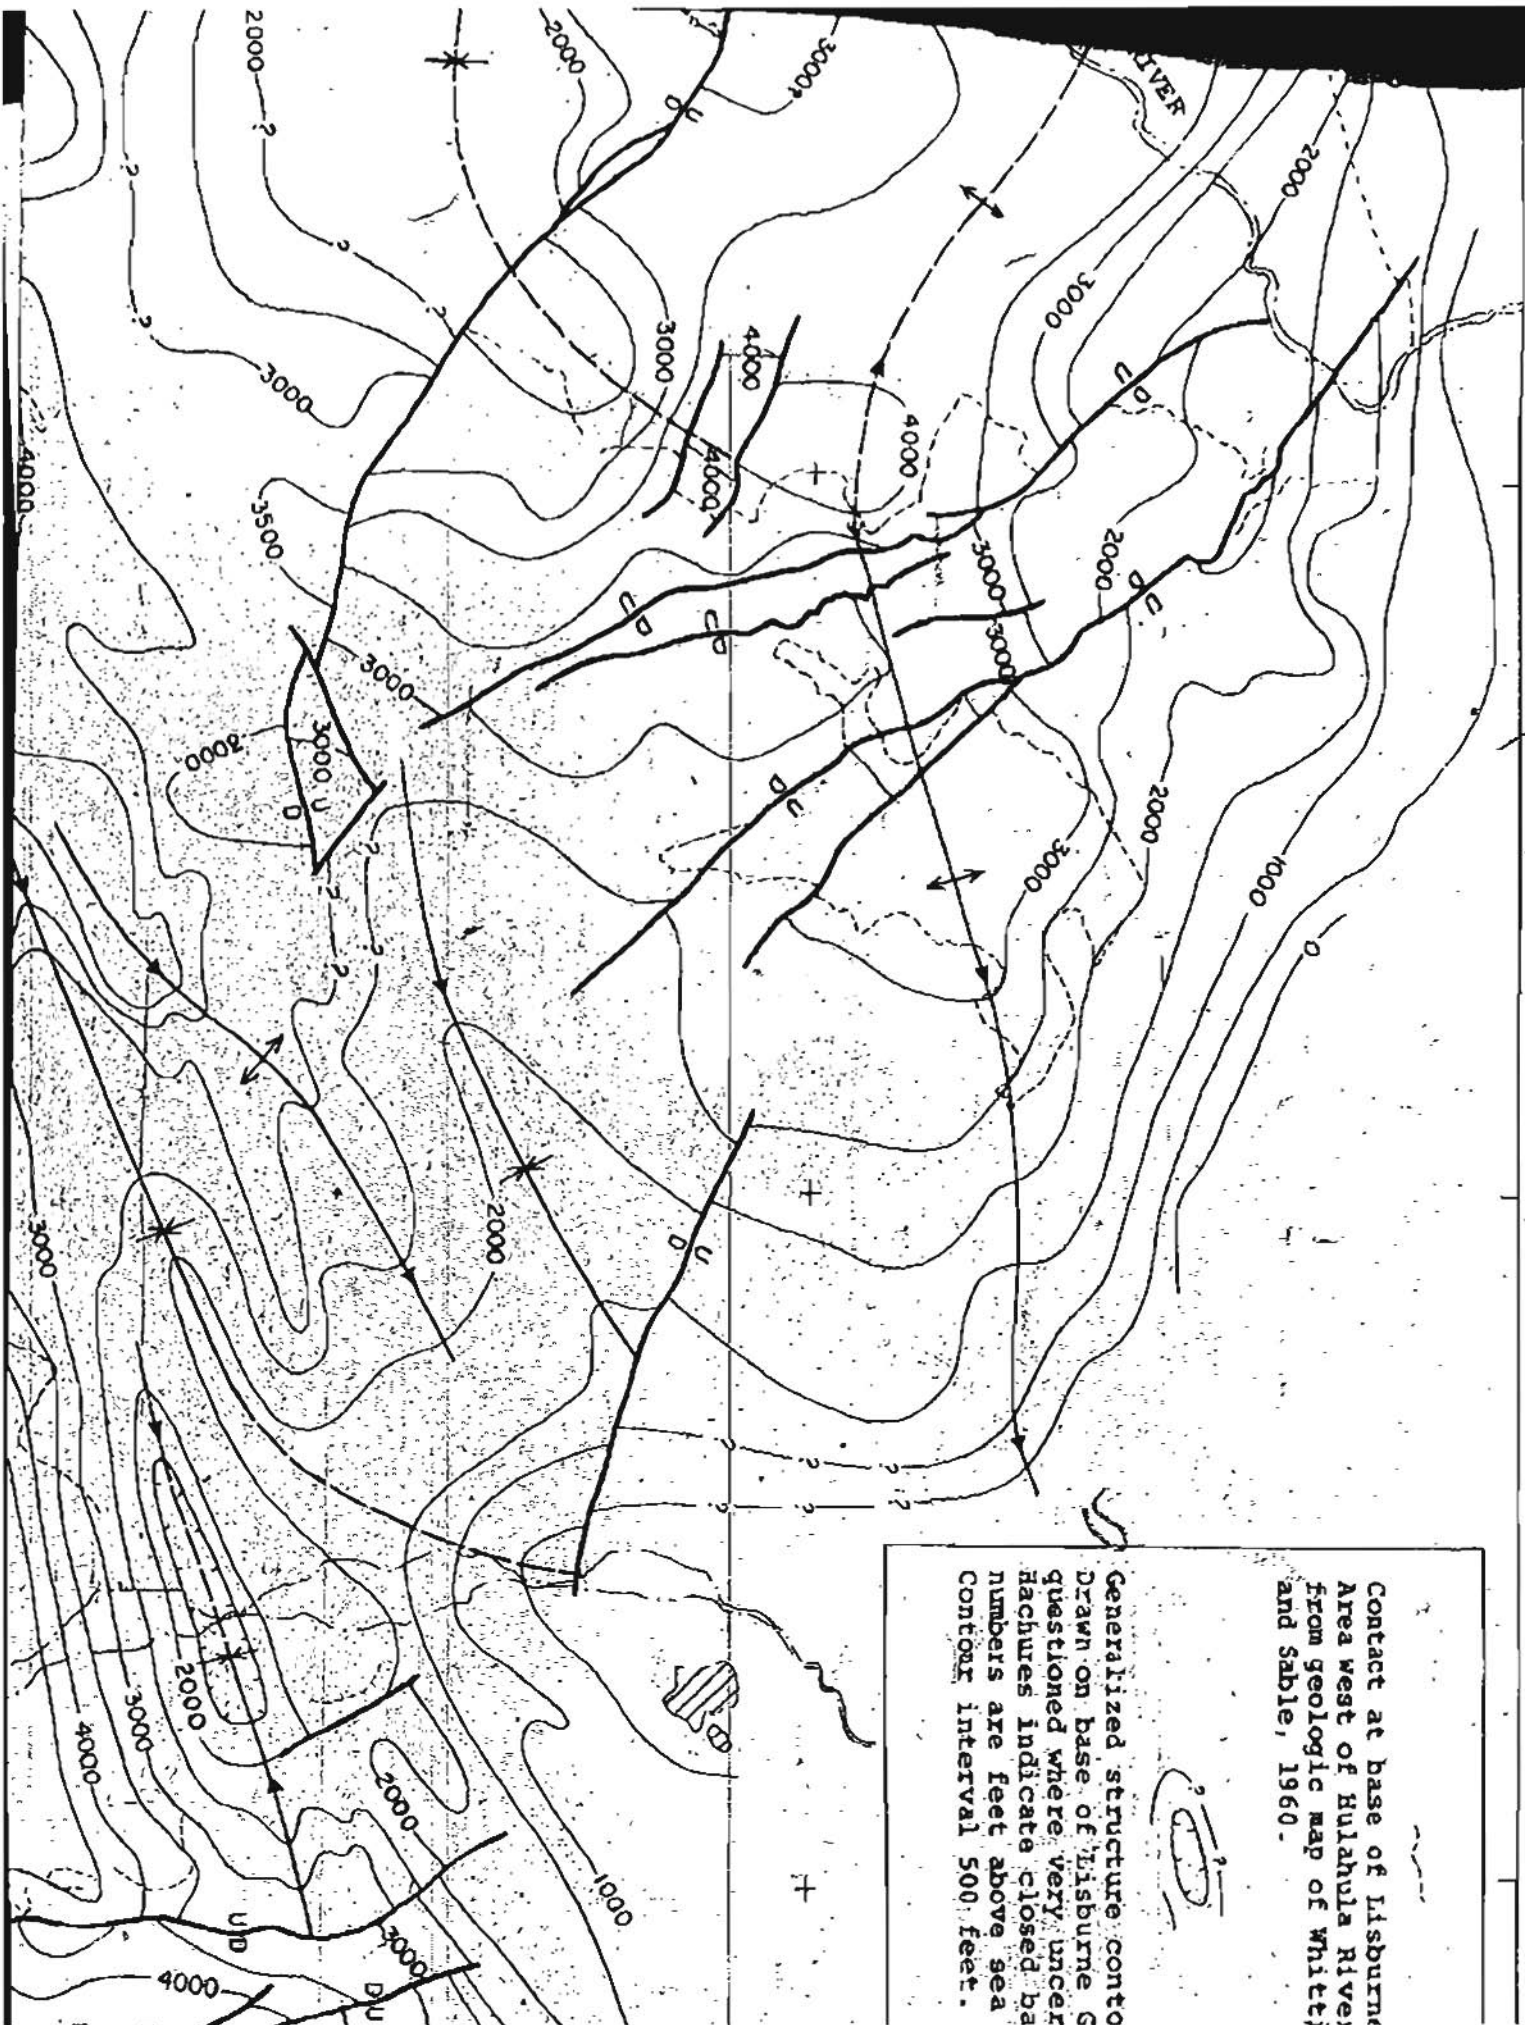 Contact at base of Lisburne
Area west of Hulahula River
from geologic map of Whitti
and Sable, 1960.
? ?
Generalized structure conto
Drawn on base of Lisburne G
questioned where very uncer
Hachures indicate closed ba
numbers are feet above sea
Contour interval 500 feet.
RIVER
2000
2000
3000?
2000
3000
3000
4000
4000
4000
3000
4000
3500
3000
3000
2000
3000
3000
3000?
2000
3000
1000
0
2000
3000
2000
3000
4000
2000
1000
3000
4000
U
D
U
D
U
D
U
D
U
D
U
D
U
D
U
D
U
D
D
U